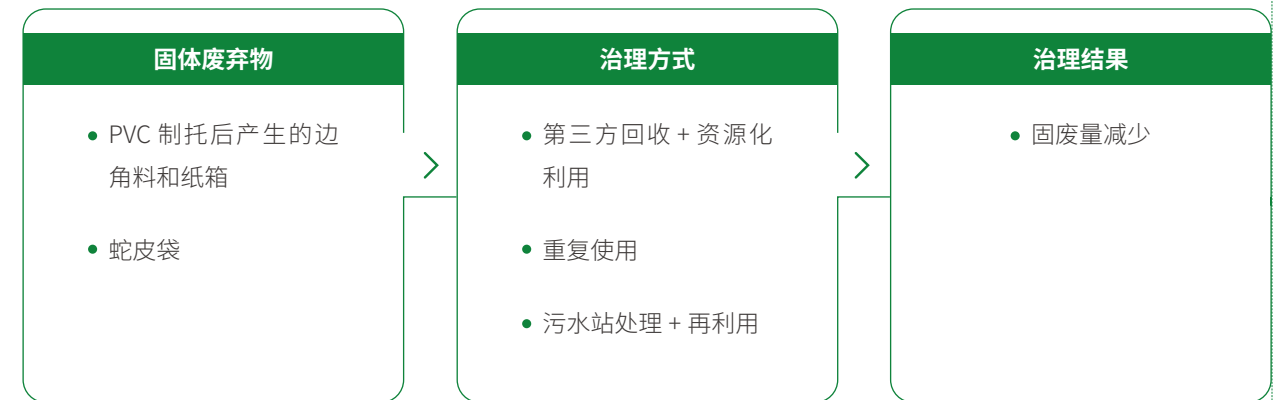 固体废弃物
PVC 制托后产生的边
角料和纸箱
蛇皮袋
治理方式
第三方回收 + 资源化
利用
重复使用
污水站处理 + 再利用
治理结果
固废量减少